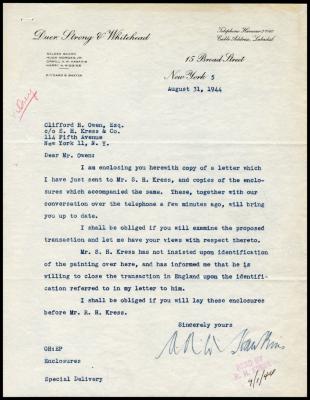 Duer Strong & Whitehead
15 Broad Street
New York 5
August 31, 1944
Clifford H. Owen, Esq.
c/o S. H. Kress & Co.
114 Fifth Avenue
New York 11, N. Y.
Dear Mr. Owen:
I am enclosing you herewith copy of a letter which
I have just sent to Mr. S. H. Kress, and copies of the enclo-
sures which accompanied the same. These, together with our
conversation over the telephone a few minutes ago, will bring
you up to date.
I shall be obliged if you will examine the proposed
transaction and let me have your views with respect thereto.
Mr. S. H. Kress has not insisted upon identification
of the painting over here, and has informed me that he is
willing to close the transaction in England upon the identifi-
cation referred to in my letter to him.
I shall be obliged if you will lay these enclosures
before Mr. R. H. Kress.
Sincerely yours
OH:EP
Enclosures
Special Delivery
9/1/44